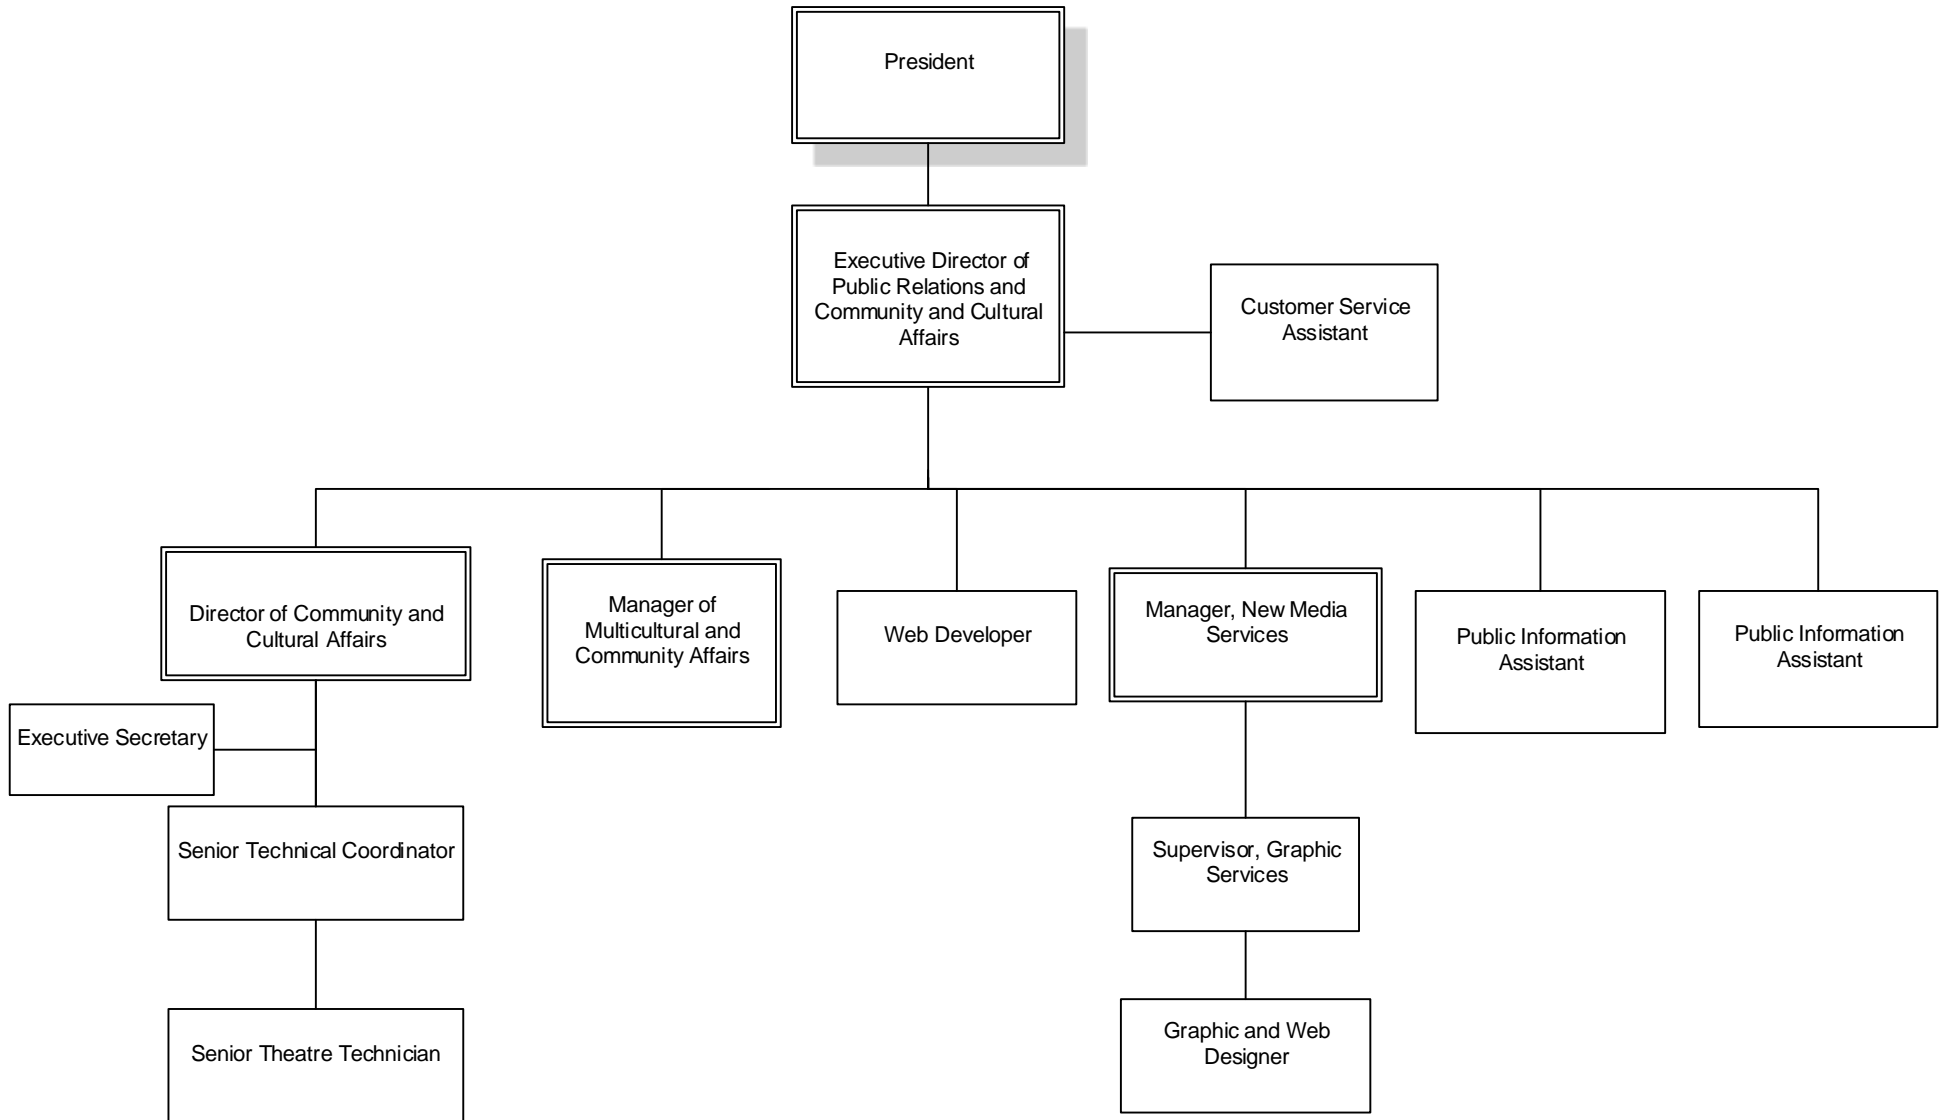 President
Executive Director of
Public Relations and
Community and Cultural
Affairs
Customer Service
Assistant
Director of Community and
Cultural Affairs
Manager of
Multicultural and
Community Affairs
Web Developer
Manager, New Media
Services
Public Information
Assistant
Public Information
Assistant
Executive Secretary
Senior Technical Coordinator
Supervisor, Graphic
Services
Senior Theatre Technician
Graphic and Web
Designer